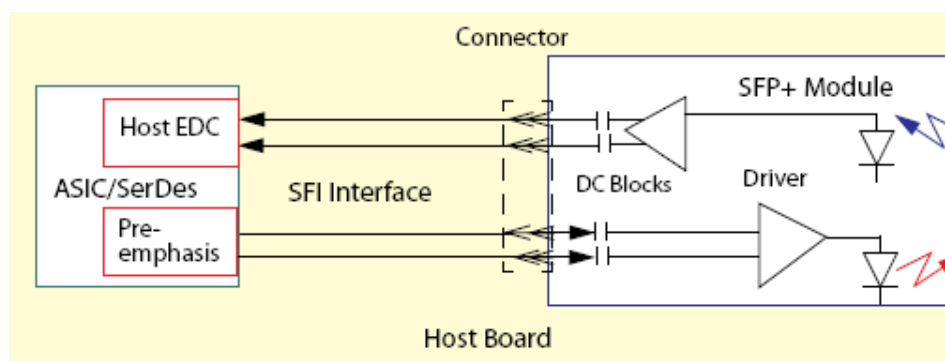 Connector
SFP+ Module
Host EDC
ASIC/SerDes
SFI Interface
DC Blocks
Driver
Pre-
emphasis
Host Board